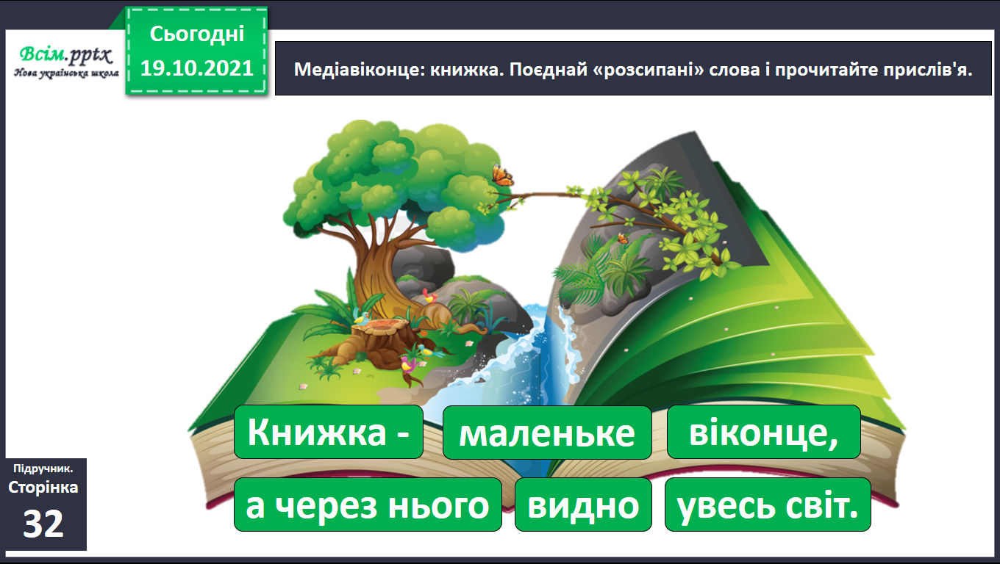 Всім.pptx
Нова українська школа
Сьогодні
19.10.2021
Медіавіконце: книжка. Поєднай «розсипані» слова і прочитайте прислів'я.
Книжка - маленьке віконце,
а через нього видно увесь світ.
Підручник.
Сторінка
32